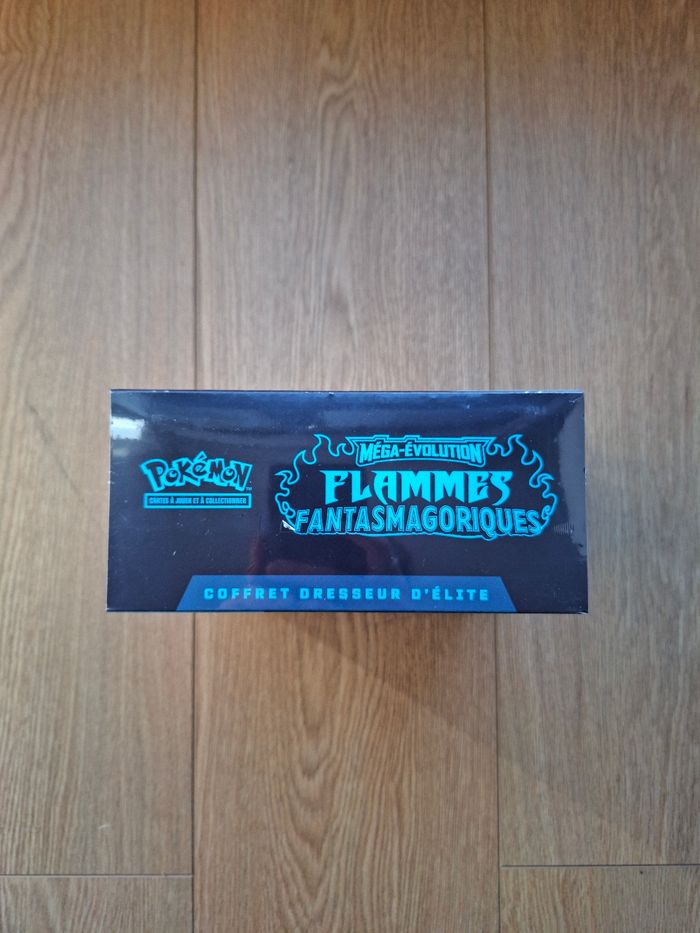 POKéMON
CARTES À JOUER ET À COLLECTIONNER
MÉGA-ÉVOLUTION
FLAMMES
FANTASMAGORIQUES
COFFRET DRESSEUR D'ÉLITE